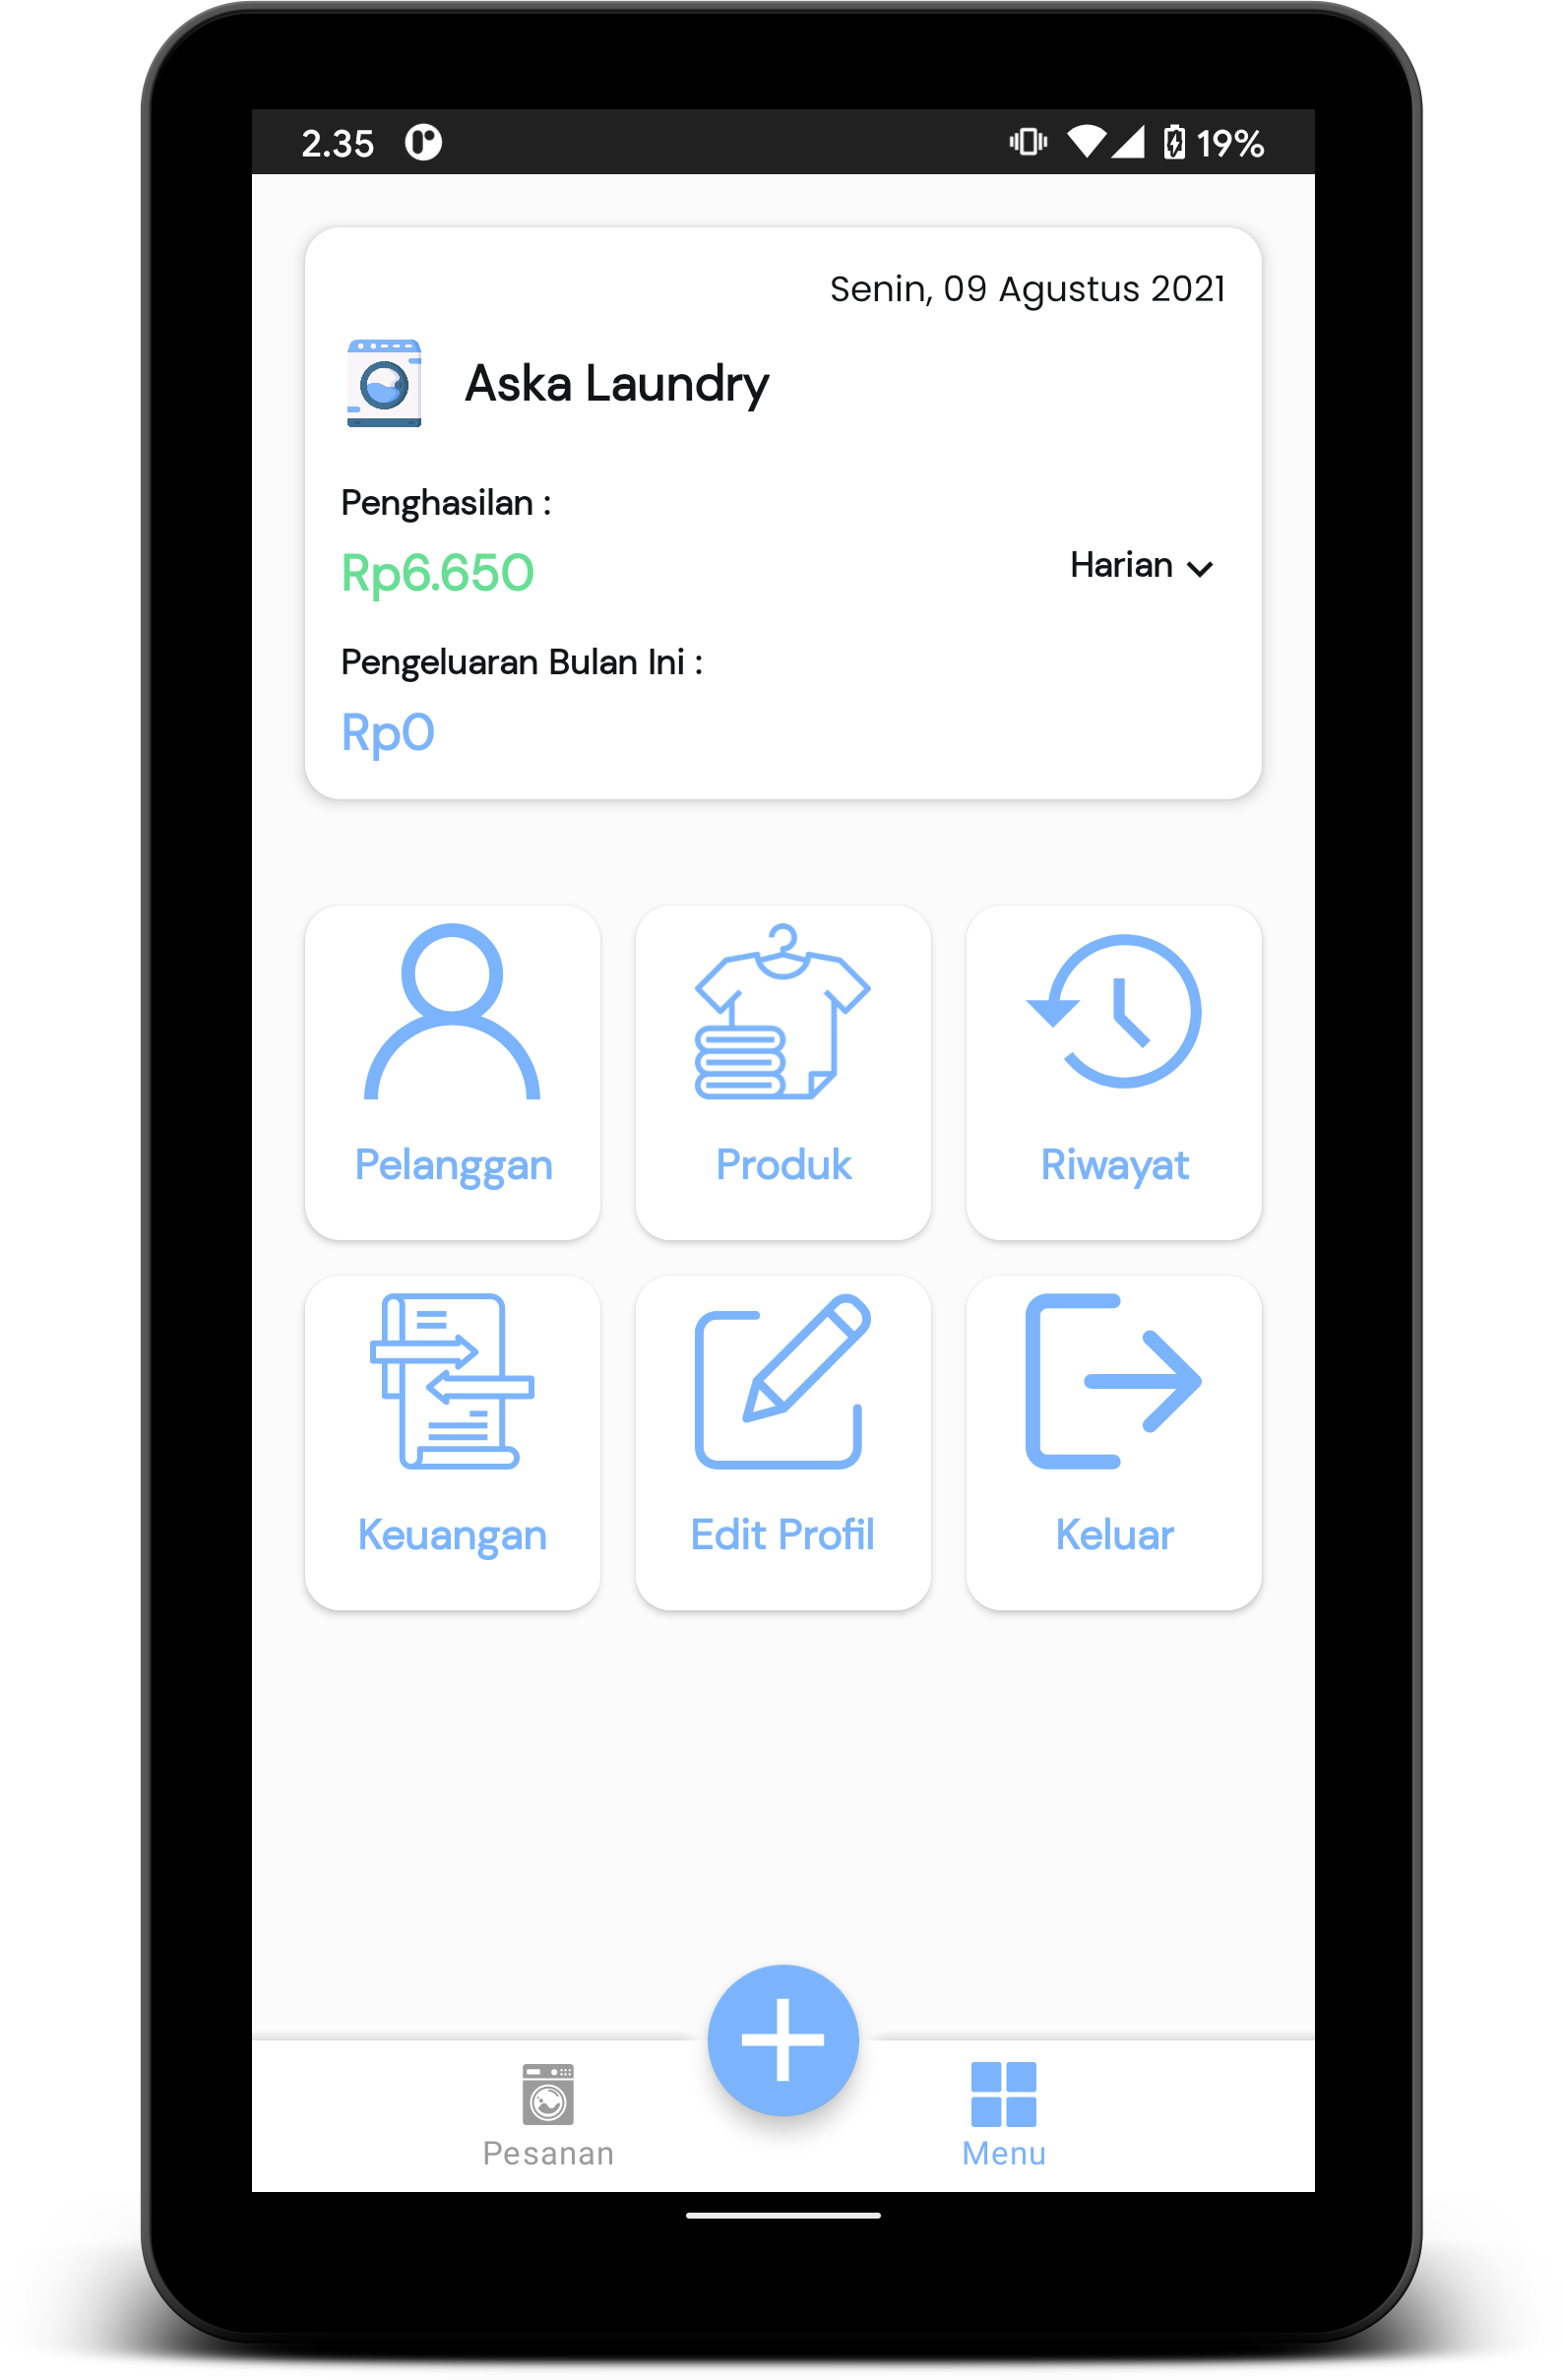 2.35 19%
Senin, 09 Agustus 2021
Aska Laundry
Penghasilan :
Rp6.650
Harian
Pengeluaran Bulan Ini :
Rp0
Pelanggan Produk Riwayat
Keuangan Edit Profil Keluar
Pesanan Menu